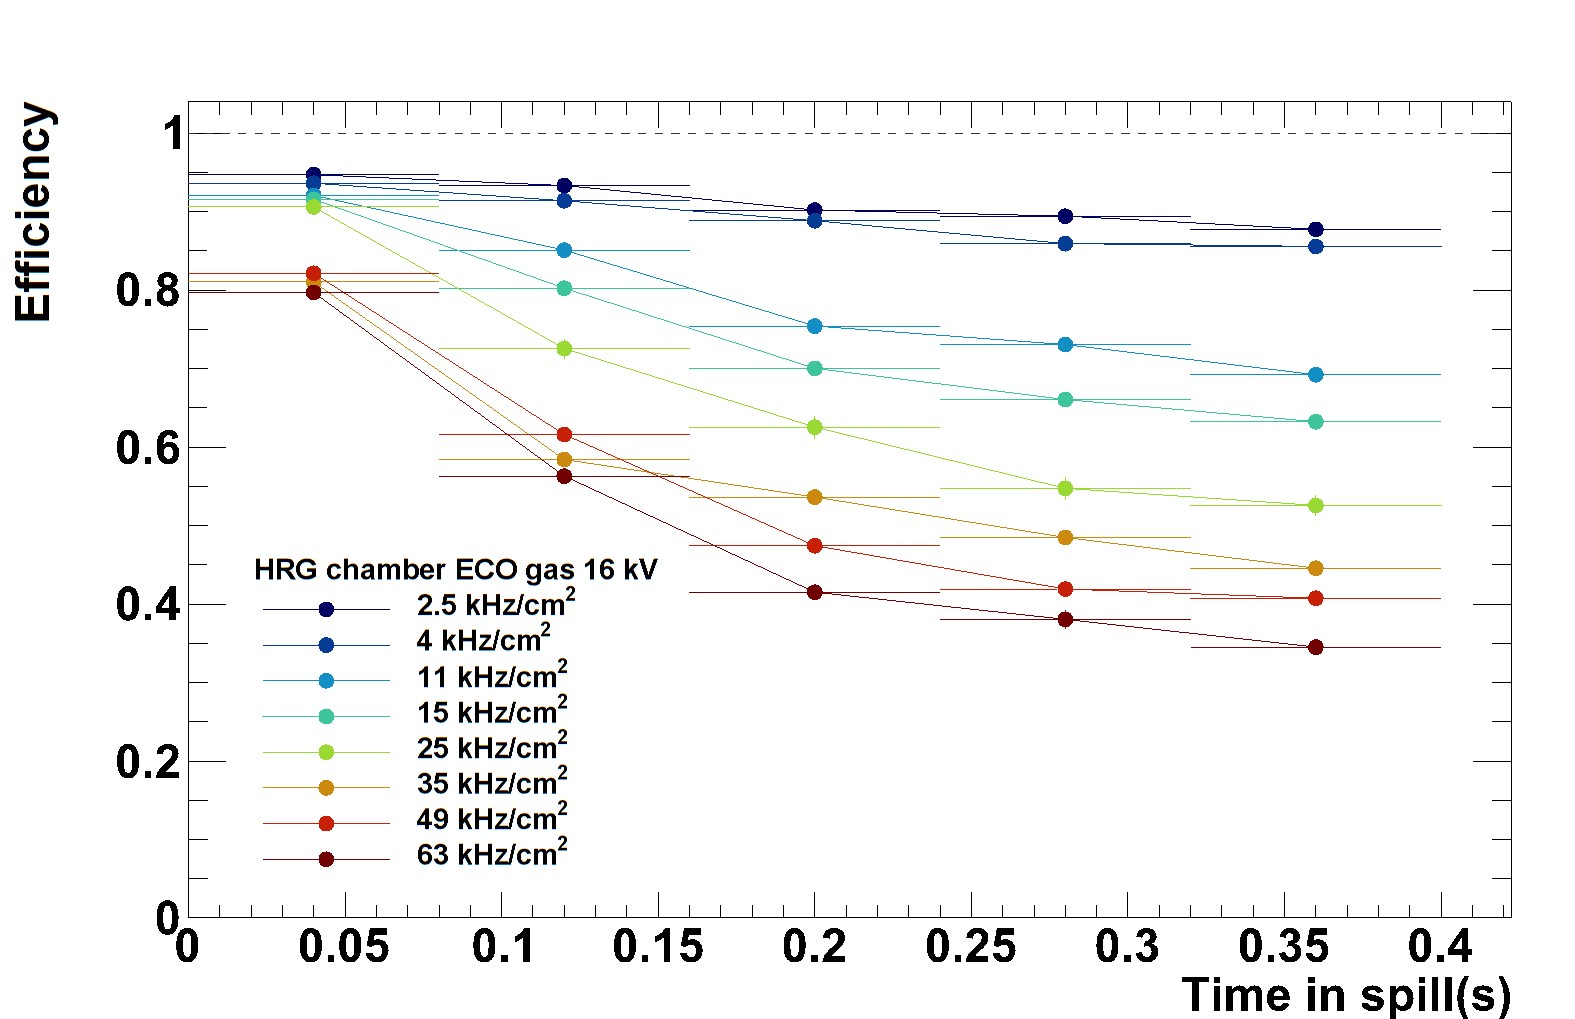 Efficiency
1
0.8
0.6
0.4
0.2
0
HRG chamber ECO gas 16 kV
2.5 kHz/cm²
4 kHz/cm²
11 kHz/cm²
15 kHz/cm²
25 kHz/cm²
35 kHz/cm²
49 kHz/cm²
63 kHz/cm²
0 0.05 0.1 0.15 0.2 0.25 0.3 0.35 0.4
Time in spill(s)